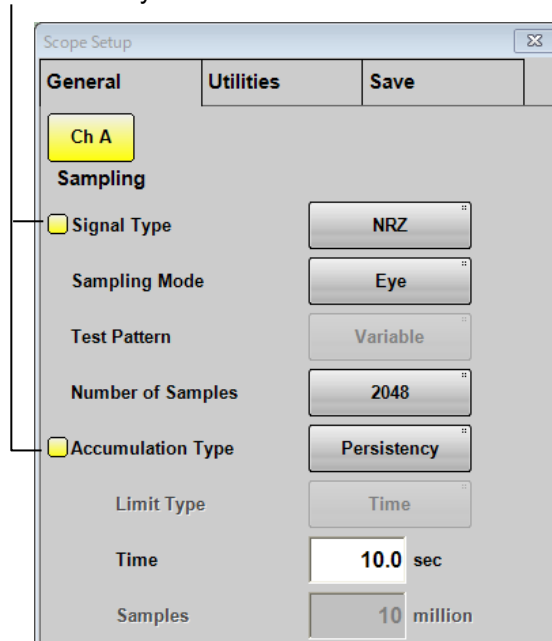 Scope Setup
General Utilities Save
Ch A
Sampling
Signal Type NRZ
Sampling Mode Eye
Test Pattern Variable
Number of Samples 2048
Accumulation Type Persistency
Limit Type Time
Time 10.0 sec
Samples 10 million